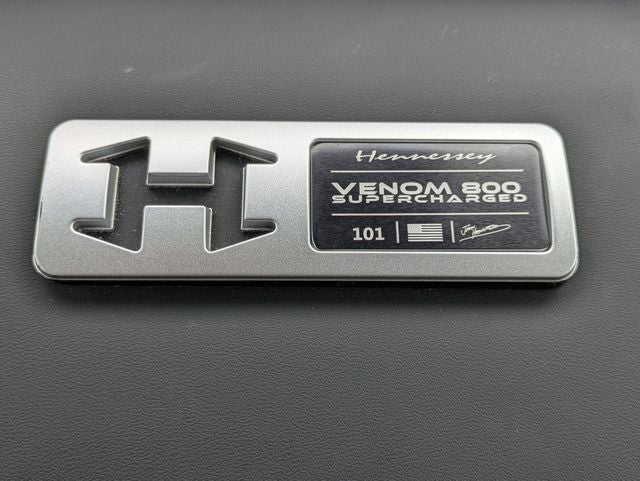 H
Hennessey
VENOM 800
SUPERCHARGED
101